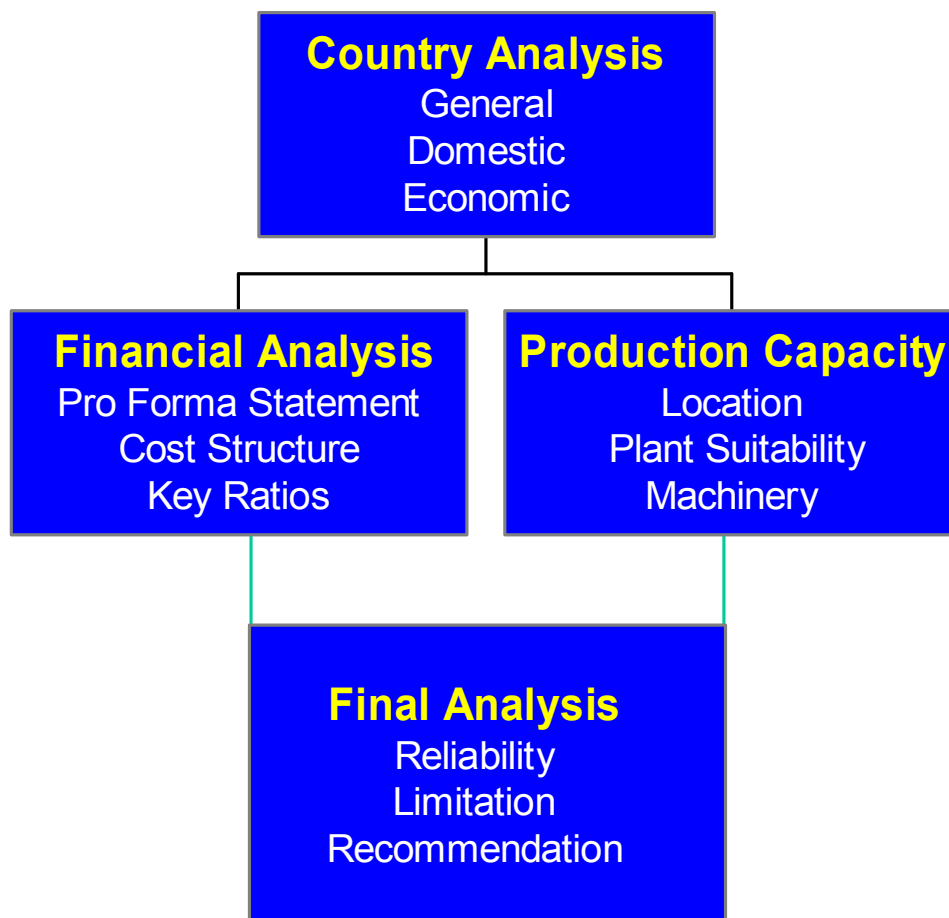 Country Analysis
General
Domestic
Economic
Financial Analysis
Pro Forma Statement
Cost Structure
Key Ratios
Production Capacity
Location
Plant Suitability
Machinery
Final Analysis
Reliability
Limitation
Recommendation